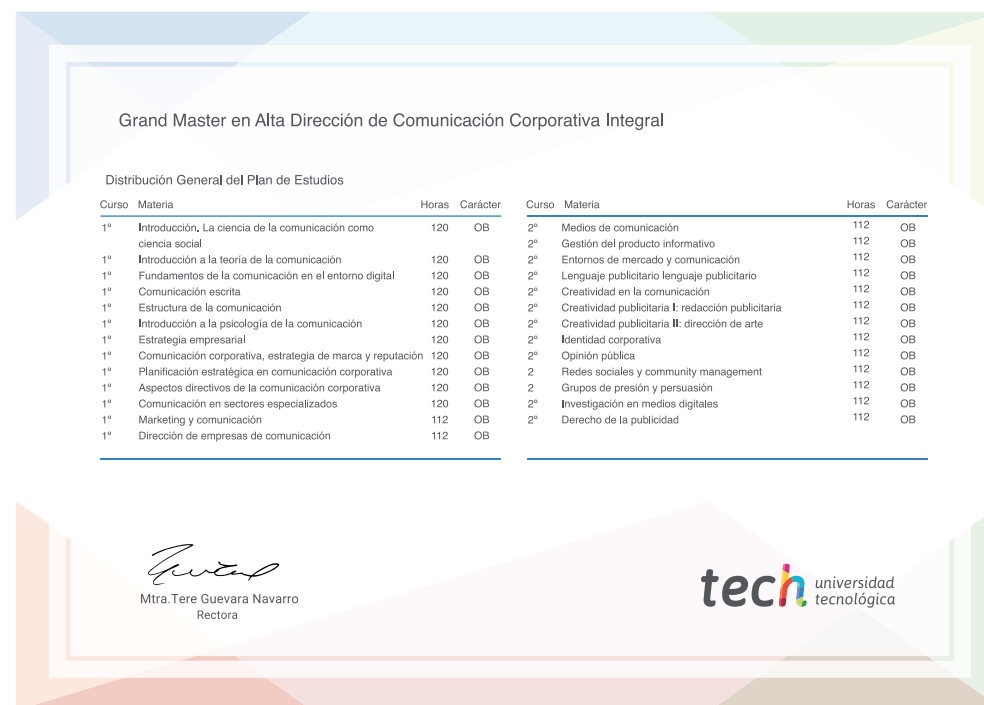 Grand Master en Alta Dirección de Comunicación Corporativa Integral
Distribución General del Plan de Estudios
Curso Materia Horas Carácter
1º Introducción. La ciencia de la comunicación como 120 OB
ciencia social
1º Introducción a la teoría de la comunicación 120 OB
1º Fundamentos de la comunicación en el entorno digital 120 OB
1º Comunicación escrita 120 OB
1º Estructura de la comunicación 120 OB
1º Introducción a la psicología de la comunicación 120 OB
1º Estrategia empresarial 120 OB
1º Comunicación corporativa, estrategia de marca y reputación 120 OB
1º Planificación estratégica en comunicación corporativa 120 OB
1º Aspectos directivos de la comunicación corporativa 120 OB
1º Comunicación en sectores especializados 120 OB
1º Marketing y comunicación 112 OB
1º Dirección de empresas de comunicación 112 OB
Curso Materia Horas Carácter
2º Medios de comunicación 112 OB
2º Gestión del producto informativo 112 OB
2º Entornos de mercado y comunicación 112 OB
2º Lenguaje publicitario lenguaje publicitario 112 OB
2º Creatividad en la comunicación 112 OB
2º Creatividad publicitaria I: redacción publicitaria 112 OB
2º Creatividad publicitaria II: dirección de arte 112 OB
2º Identidad corporativa 112 OB
2º Opinión pública 112 OB
2 Redes sociales y community management 112 OB
2 Grupos de presión y persuasión 112 OB
2º Investigación en medios digitales 112 OB
2º Derecho de la publicidad 112 OB
Mtra.Tere Guevara Navarro
Rectora
tech universidad
tecnológica